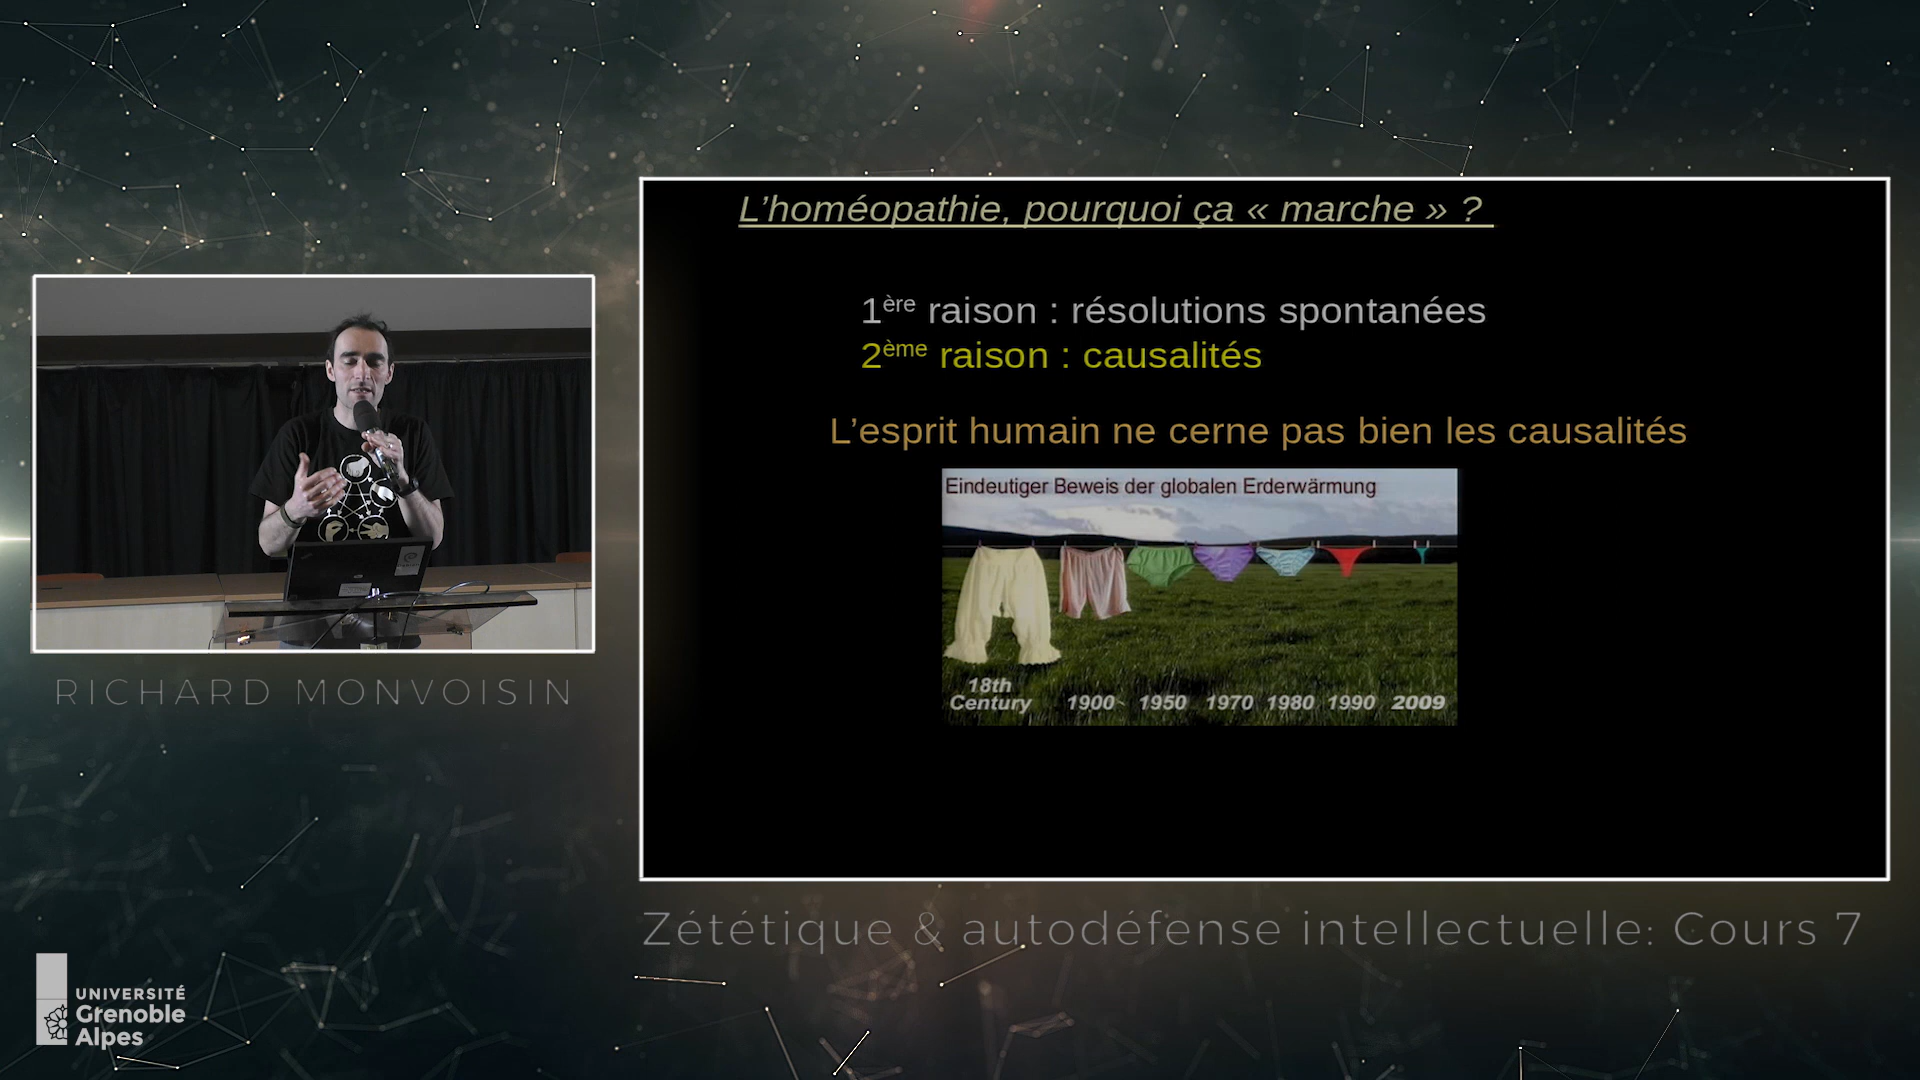 L'homéopathie, pourquoi ça « marche » ?
1ère raison : résolutions spontanées
2ème raison : causalités
L'esprit humain ne cerne pas bien les causalités
Eindeutiger Beweis der globalen Erderwärmung
18th
Century 1900 1950 1970 1980 1990 2009
RICHARD MONVOISIN
Zététique & autodéfense intellectuelle: Cours 7
UNIVERSITÉ
Grenoble
Alpes